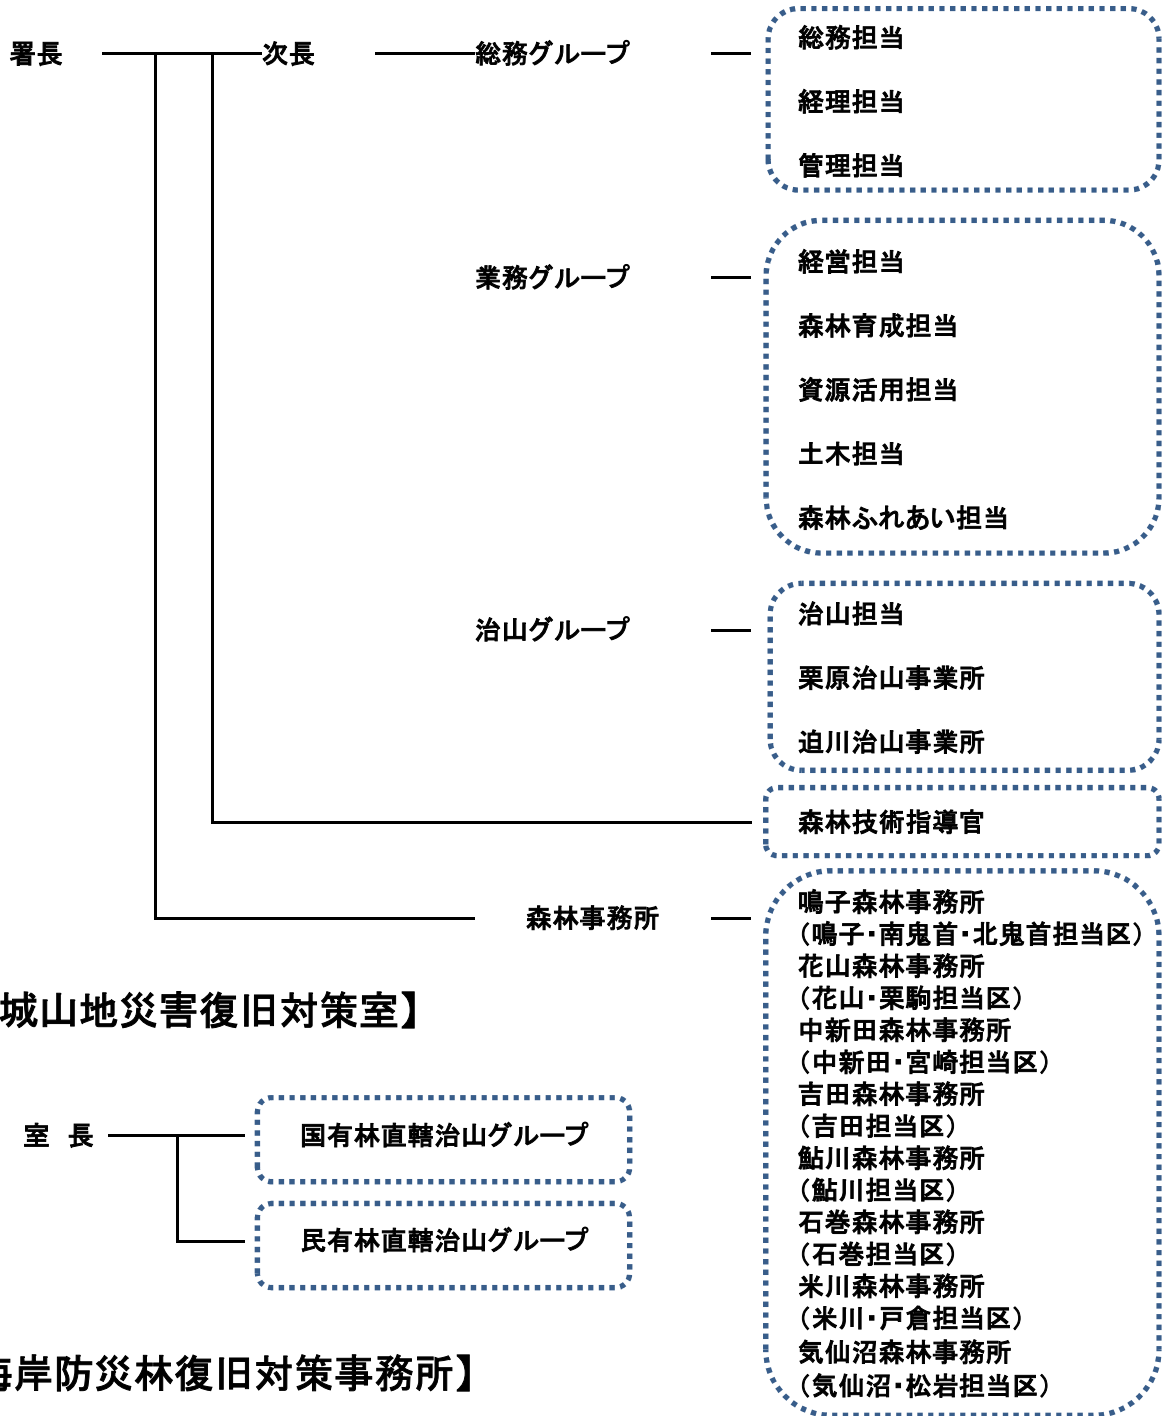 署長
次長
総務グループ
総務担当
経理担当
管理担当
業務グループ
経営担当
森林育成担当
資源活用担当
土木担当
森林ふれあい担当
治山グループ
治山担当
栗原治山事業所
迫川治山事業所
森林技術指導官
森林事務所
鳴子森林事務所
（鳴子・南鬼首・北鬼首担当区）
花山森林事務所
（花山・栗駒担当区）
中新田森林事務所
（中新田・宮崎担当区）
吉田森林事務所
（吉田担当区）
鮎川森林事務所
（鮎川担当区）
石巻森林事務所
（石巻担当区）
米川森林事務所
（米川・戸倉担当区）
気仙沼森林事務所
（気仙沼・松岩担当区）
城山地災害復旧対策室】
室 長
国有林直轄治山グループ
民有林直轄治山グループ
海岸防災林復旧対策事務所】